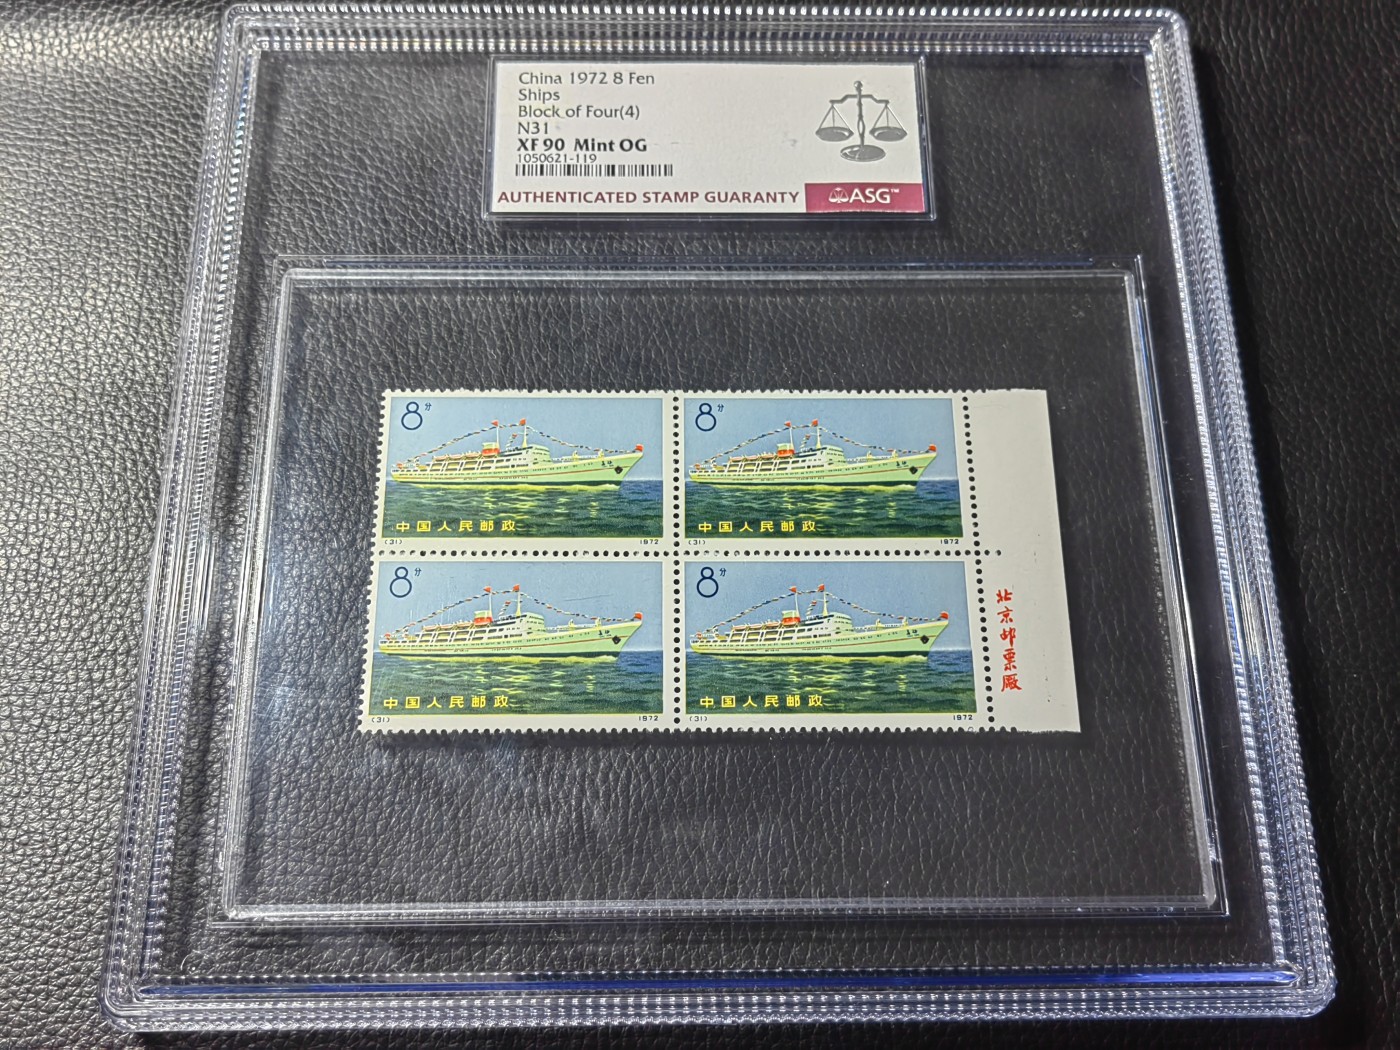 China 1972 8 Fen
Ships
Block of Four(4)
N31
XF 90 Mint OG
1050621-119
AUTHENTICATED STAMP GUARANTY
ASG™
8分
中国人民邮政
(31) 1972
8分
中国人民邮政
(31) 1972
8分
中国人民邮政
(31) 1972
8分
中国人民邮政
(31) 1972
北京邮票厂